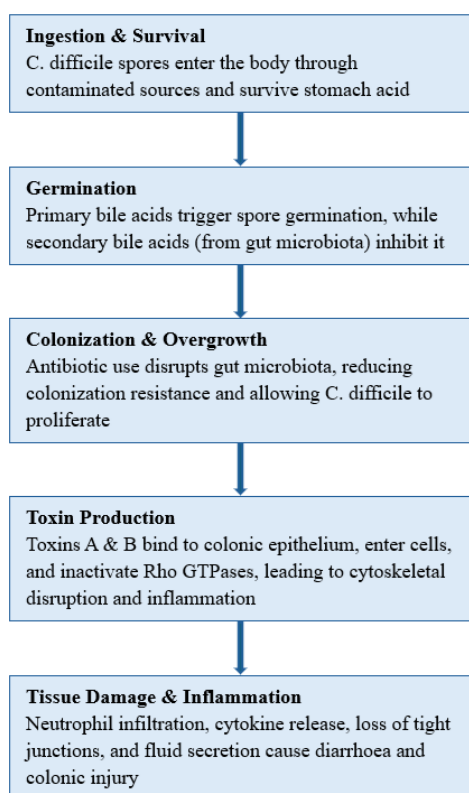 Ingestion & Survival
C. difficile spores enter the body through
contaminated sources and survive stomach acid
Germination
Primary bile acids trigger spore germination, while
secondary bile acids (from gut microbiota) inhibit it
Colonization & Overgrowth
Antibiotic use disrupts gut microbiota, reducing
colonization resistance and allowing C. difficile to
proliferate
Toxin Production
Toxins A & B bind to colonic epithelium, enter cells,
and inactivate Rho GTPases, leading to cytoskeletal
disruption and inflammation
Tissue Damage & Inflammation
Neutrophil infiltration, cytokine release, loss of tight
junctions, and fluid secretion cause diarrhoea and
colonic injury